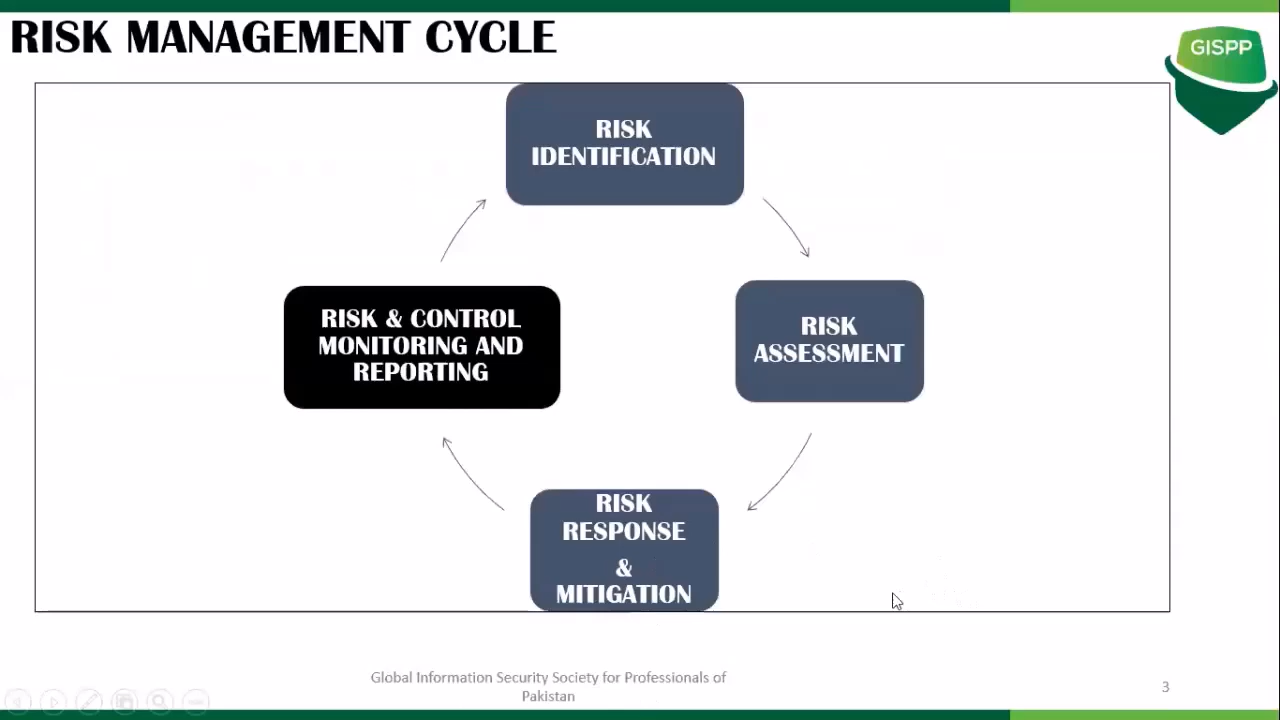 RISK MANAGEMENT CYCLE
GISPP
RISK
IDENTIFICATION
RISK & CONTROL
MONITORING AND
REPORTING
RISK
ASSESSMENT
RISK
RESPONSE
&
MITIGATION
Global Information Security Society for Professionals of
Pakistan
3